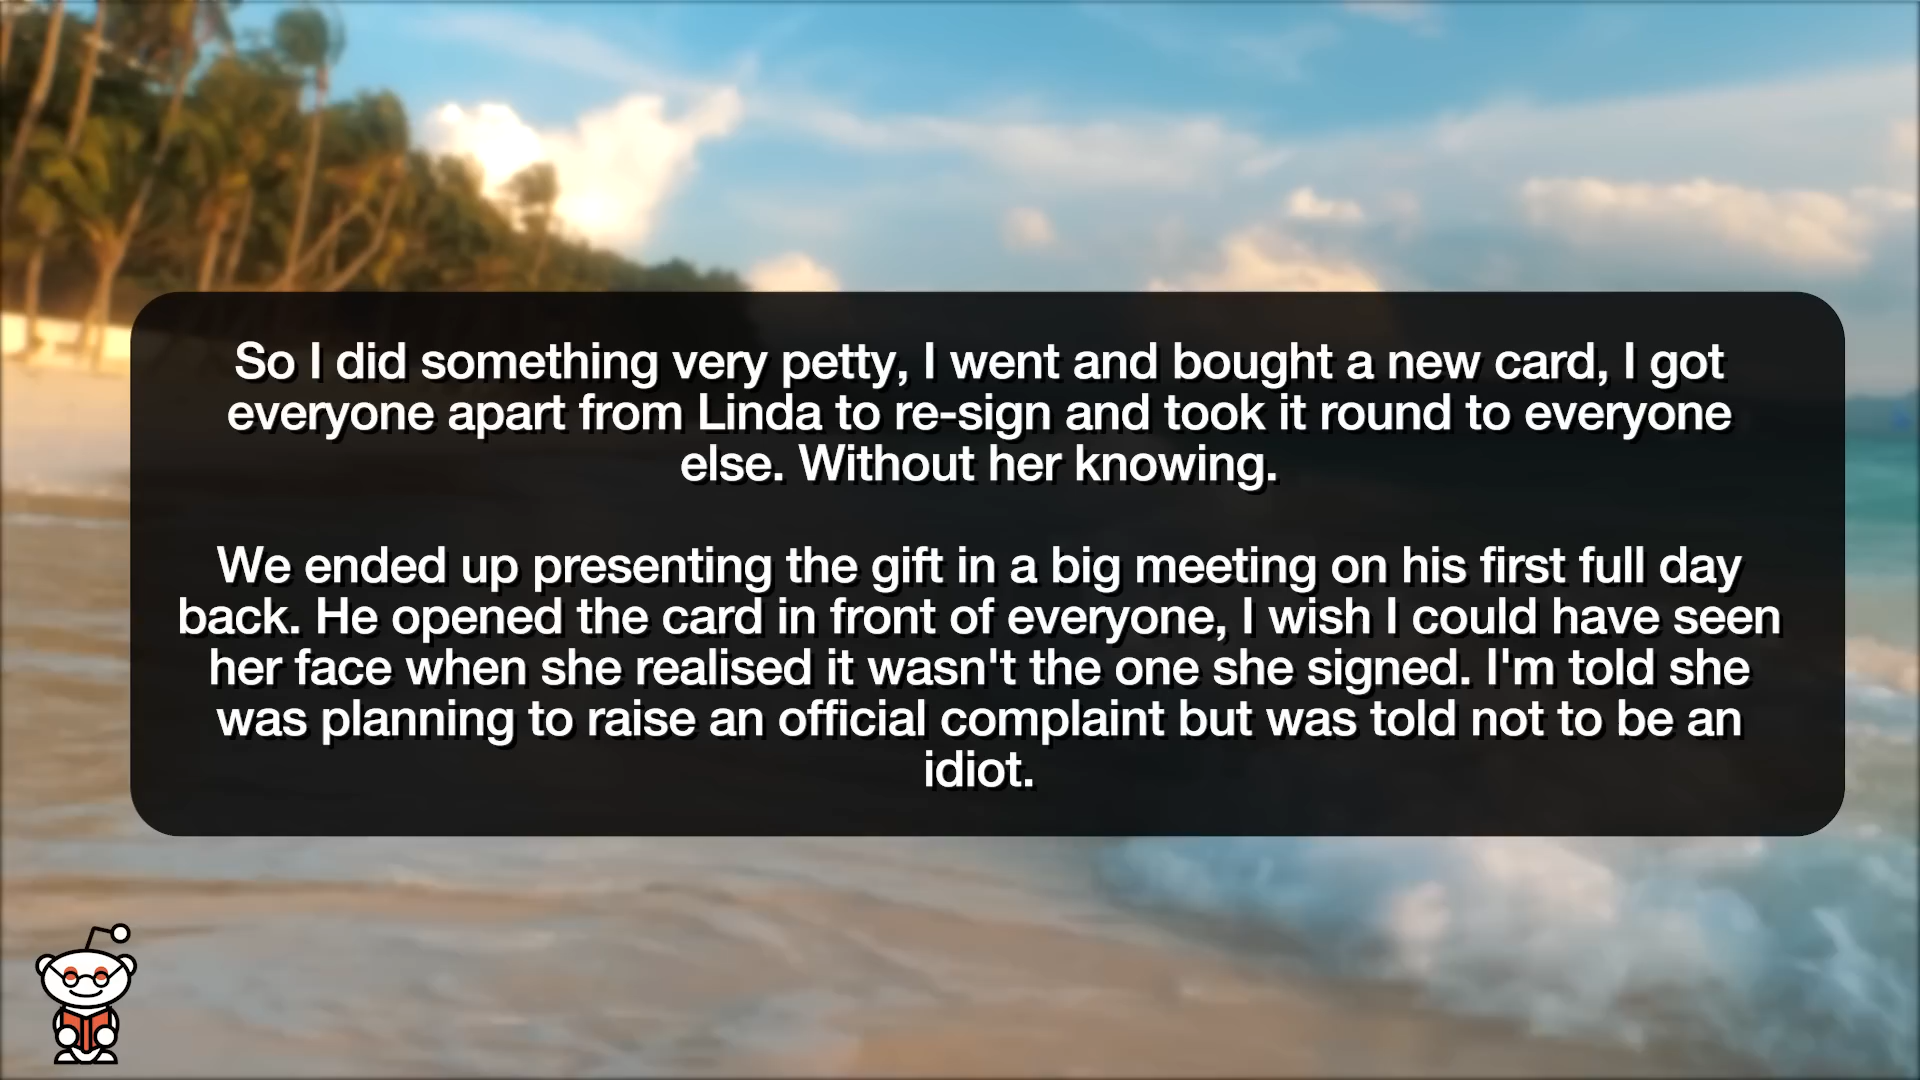 So I did something very petty, I went and bought a new card, I got
everyone apart from Linda to re-sign and took it round to everyone
else. Without her knowing.
We ended up presenting the gift in a big meeting on his first full day
back. He opened the card in front of everyone, I wish I could have seen
her face when she realised it wasn't the one she signed. I'm told she
was planning to raise an official complaint but was told not to be an
idiot.